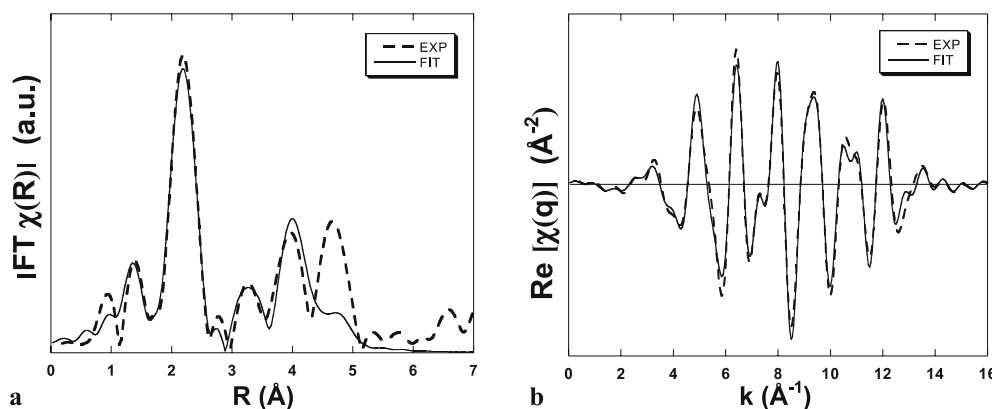 EXP
FIT
|FT χ(R)| (a.u.)
0 1 2 3 4 5 6 7
R (Å)
a
EXP
FIT
Re [χ(q)] (Å-2)
0 2 4 6 8 10 12 14 16
k (Å-1)
b